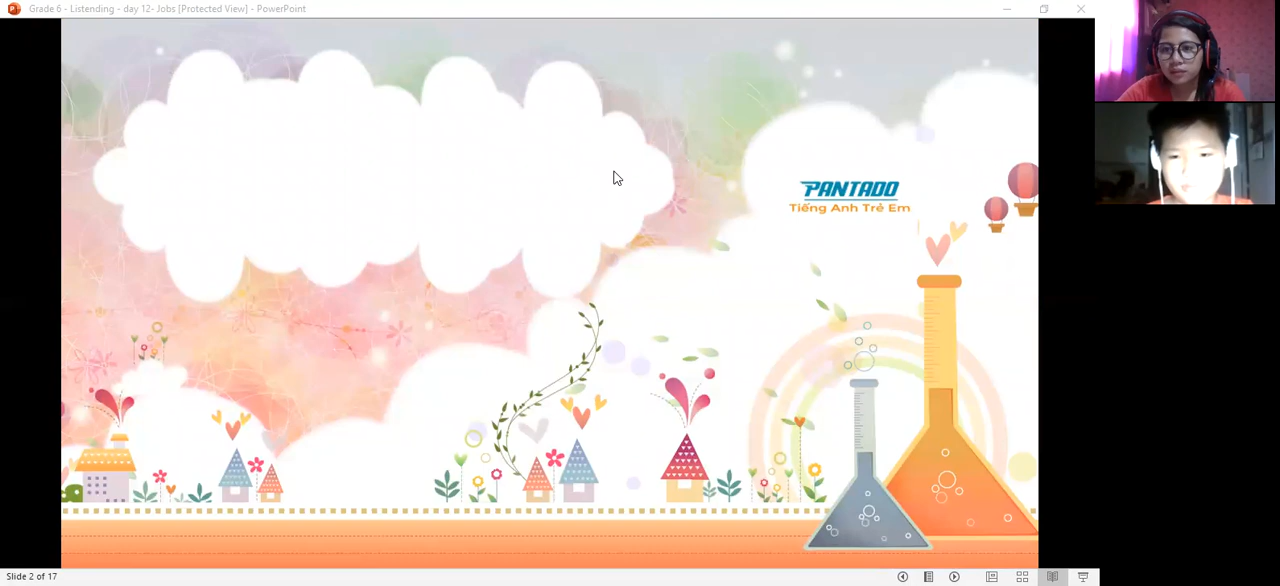 Grade 6 - Listending - day 12- Jobs [Protected View] - PowerPoint
PANTADO
Tiếng Anh Trẻ Em
Slide 2 of 17